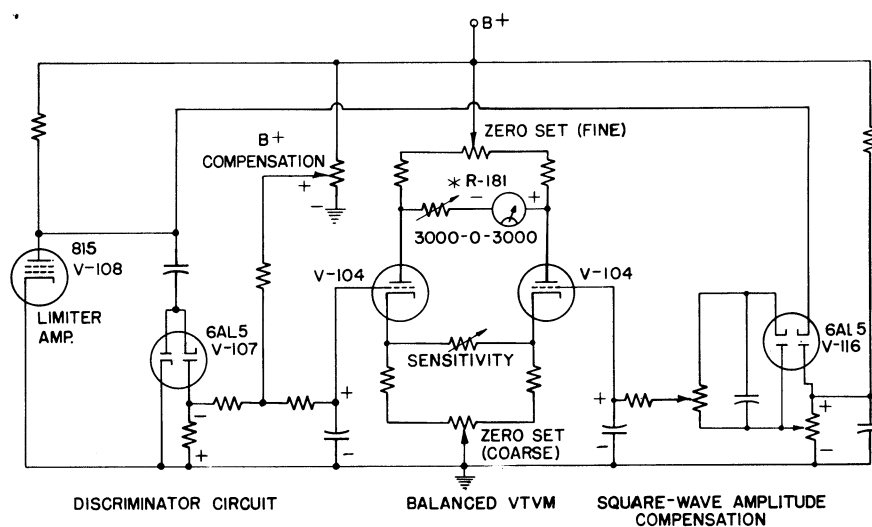 B+
ZERO SET (FINE)
B+
COMPENSATION
+
-
* R-181
- +
3000-0-3000
815
V-108
LIMITER
AMP.
6AL5
V-107
V-104
V-104
SENSITIVITY
6AL5
V-116
-
+
+
-
ZERO SET
(COARSE)
+
-
+
-
DISCRIMINATOR CIRCUIT
BALANCED VTVM
SQUARE-WAVE AMPLITUDE
COMPENSATION